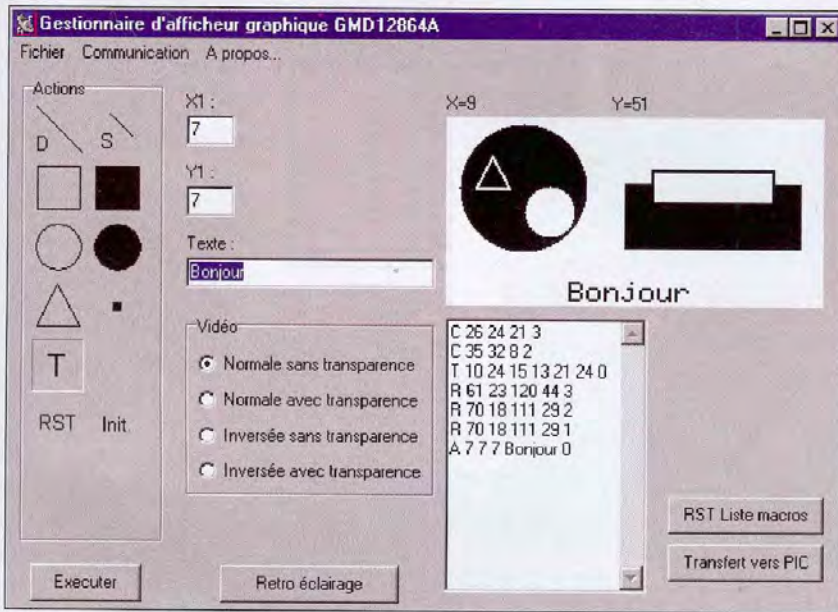 Gestionnaire d'afficheur graphique GMD12864A
Fichier Communication A propos...
Actions
D S
T
RST Init.
Executer
X1 :
7
Y1 :
7
Texte :
Bonjour
Vidéo
Normale sans transparence
Normale avec transparence
Inversée sans transparence
Inversée avec transparence
Retro éclairage
X=9 Y=51
Bonjour
C 26 24 21 3
C 35 32 8 2
T 10 24 15 13 21 24 0
R 61 23 120 44 3
R 70 18 111 29 2
R 70 18 111 29 1
A 7 7 7 Bonjour 0
RST Liste macros
Transfert vers PIC